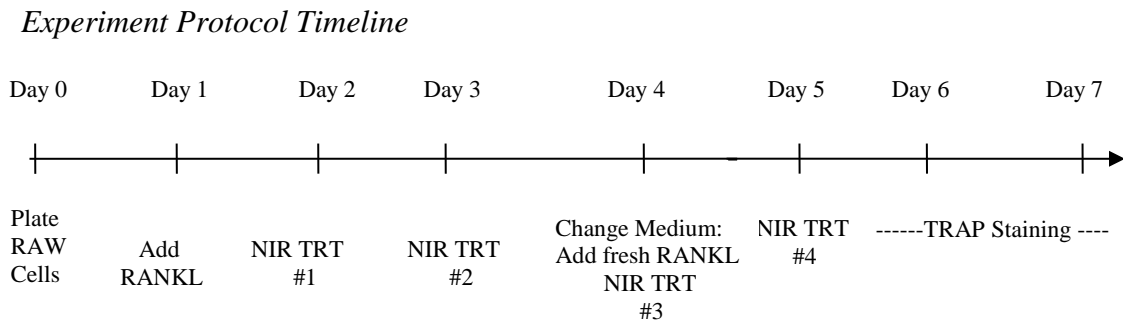 Experiment Protocol Timeline
Day 0 Day 1 Day 2 Day 3 Day 4 Day 5 Day 6 Day 7
Plate
RAW
Cells
Add
RANKL
NIR TRT
#1
NIR TRT
#2
Change Medium:
Add fresh RANKL
NIR TRT
#3
NIR TRT
#4
------TRAP Staining ----